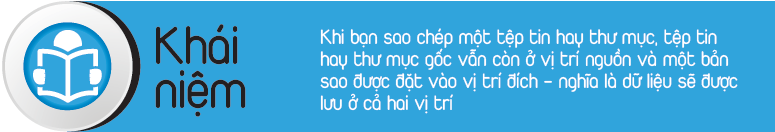 Khái
niệm
Khi bạn sao chép một tệp tin hay thư mục, tệp tin
hay thư mục gốc vẫn còn ở vị trí nguồn và một bản
sao được đặt vào vị trí đích – nghĩa là dữ liệu sẽ được
lưu ở cả hai vị trí